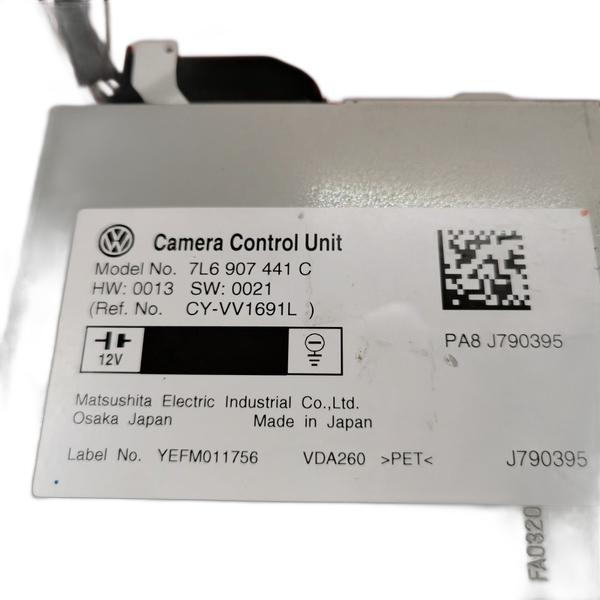 Camera Control Unit
Model No. 7L6 907 441 C
HW: 0013 SW: 0021
(Ref. No. CY-VV1691L )
12V
PA8 J790395
Matsushita Electric Industrial Co.,Ltd.
Osaka Japan Made in Japan
Label No. YEFM011756 VDA260 >PET< J790395
FA0320